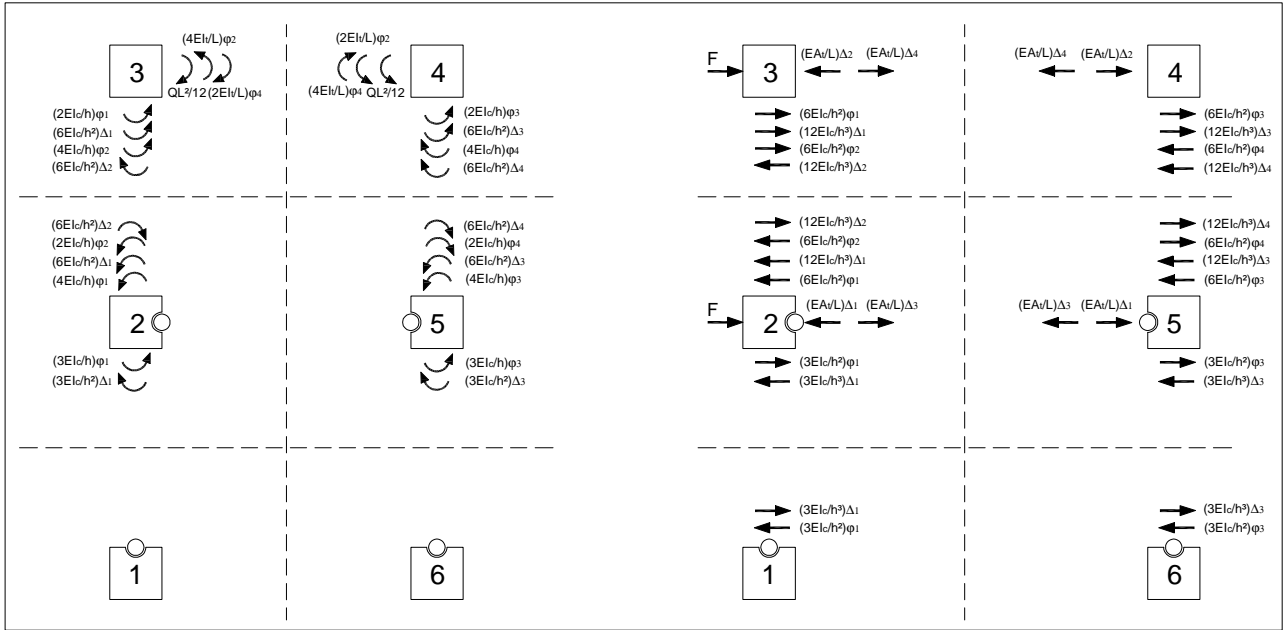 (4EIt/L)φ2
3
QL²/12 (2EIt/L)φ4
(2EIc/h)φ1
(6EIc/h²)Δ1
(4EIc/h)φ2
(6EIc/h²)Δ2
(2EIt/L)φ2
4
(4EIt/L)φ4 QL²/12
(2EIc/h)φ3
(6EIc/h²)Δ3
(4EIc/h)φ4
(6EIc/h²)Δ4
F
3
(EAt/L)Δ2
(EAt/L)Δ4
(6EIc/h²)φ1
(12EIc/h³)Δ1
(6EIc/h²)φ2
(12EIc/h³)Δ2
(EAt/L)Δ4
(EAt/L)Δ2
4
(6EIc/h²)φ3
(12EIc/h³)Δ3
(6EIc/h²)φ4
(12EIc/h³)Δ4
(6EIc/h²)Δ2
(2EIc/h)φ2
(6EIc/h²)Δ1
(4EIc/h)φ1
2
(3EIc/h)φ1
(3EIc/h²)Δ1
(6EIc/h²)Δ4
(2EIc/h)φ4
(6EIc/h²)Δ3
(4EIc/h)φ3
5
(3EIc/h)φ3
(3EIc/h²)Δ3
(12EIc/h³)Δ2
(6EIc/h²)φ2
(12EIc/h³)Δ1
(6EIc/h²)φ1
F
2
(EAt/L)Δ1
(EAt/L)Δ3
(3EIc/h²)φ1
(3EIc/h³)Δ1
(12EIc/h³)Δ4
(6EIc/h²)φ4
(12EIc/h³)Δ3
(6EIc/h²)φ3
(EAt/L)Δ3
(EAt/L)Δ1
5
(3EIc/h²)φ3
(3EIc/h³)Δ3
1
6
(3EIc/h³)Δ1
(3EIc/h²)φ1
1
(3EIc/h³)Δ3
(3EIc/h²)φ3
6